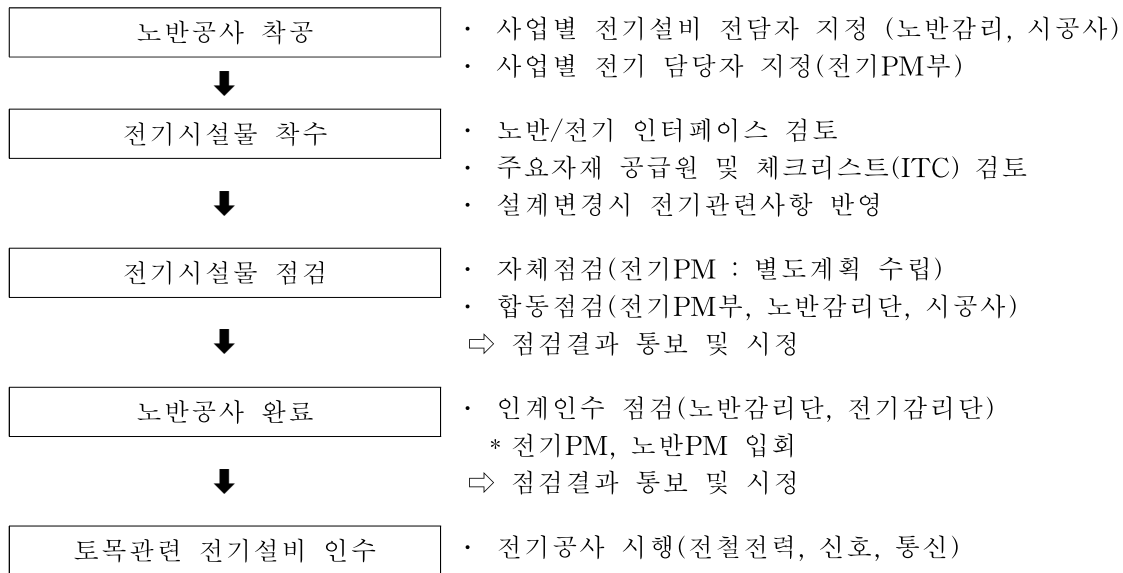 노반공사 착공
· 사업별 전기설비 전담자 지정 (노반감리, 시공사)
· 사업별 전기 담당자 지정(전기PM부)
전기시설물 착수
· 노반/전기 인터페이스 검토
· 주요자재 공급원 및 체크리스트(ITC) 검토
· 설계변경시 전기관련사항 반영
전기시설물 점검
· 자체점검(전기PM : 별도계획 수립)
· 합동점검(전기PM부, 노반감리단, 시공사)
⇨ 점검결과 통보 및 시정
노반공사 완료
· 인계인수 점검(노반감리단, 전기감리단)
* 전기PM, 노반PM 입회
⇨ 점검결과 통보 및 시정
토목관련 전기설비 인수
· 전기공사 시행(전철전력, 신호, 통신)